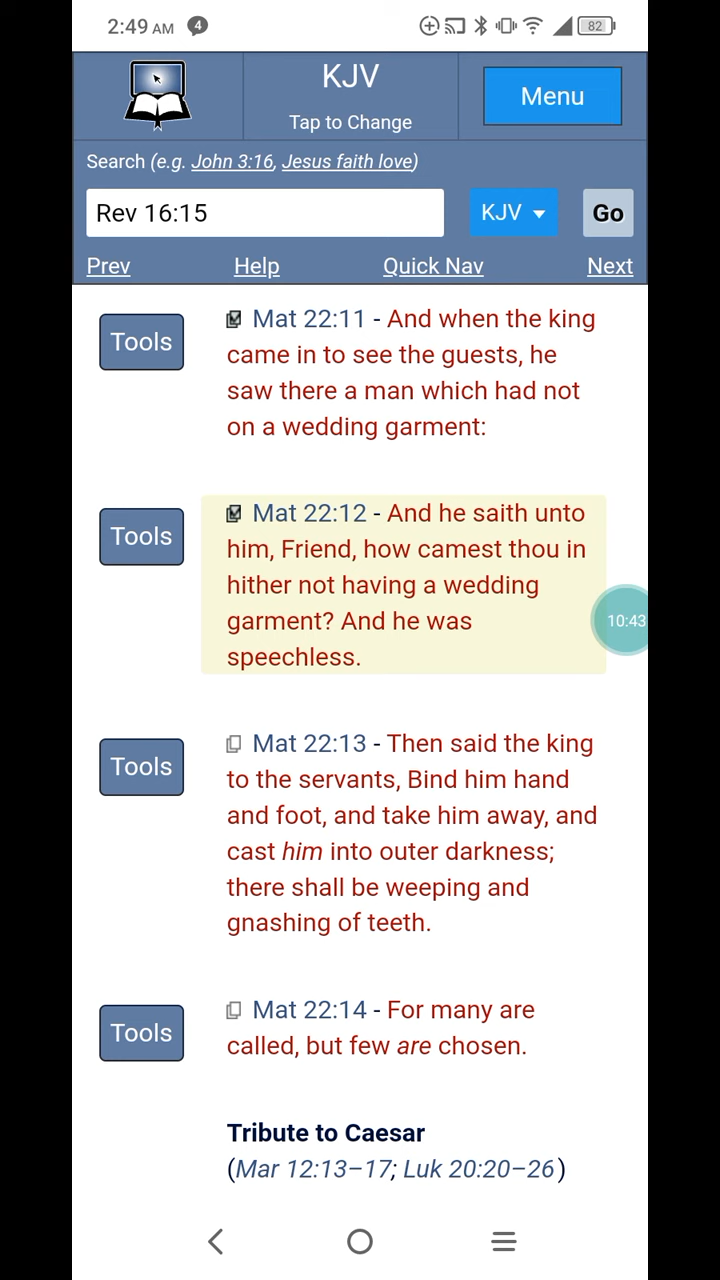 2:49 AM 4 82
KJV
Tap to Change
Menu
Search (e.g. John 3:16, Jesus faith love)
Rev 16:15
KJV
Go
Prev Help Quick Nav Next
Tools
Mat 22:11 - And when the king
came in to see the guests, he
saw there a man which had not
on a wedding garment:
Tools
Mat 22:12 - And he saith unto
him, Friend, how camest thou in
hither not having a wedding
garment? And he was
speechless.
10:43
Tools
Mat 22:13 - Then said the king
to the servants, Bind him hand
and foot, and take him away, and
cast him into outer darkness;
there shall be weeping and
gnashing of teeth.
Tools
Mat 22:14 - For many are
called, but few are chosen.
Tribute to Caesar
(Mar 12:13–17; Luk 20:20–26)